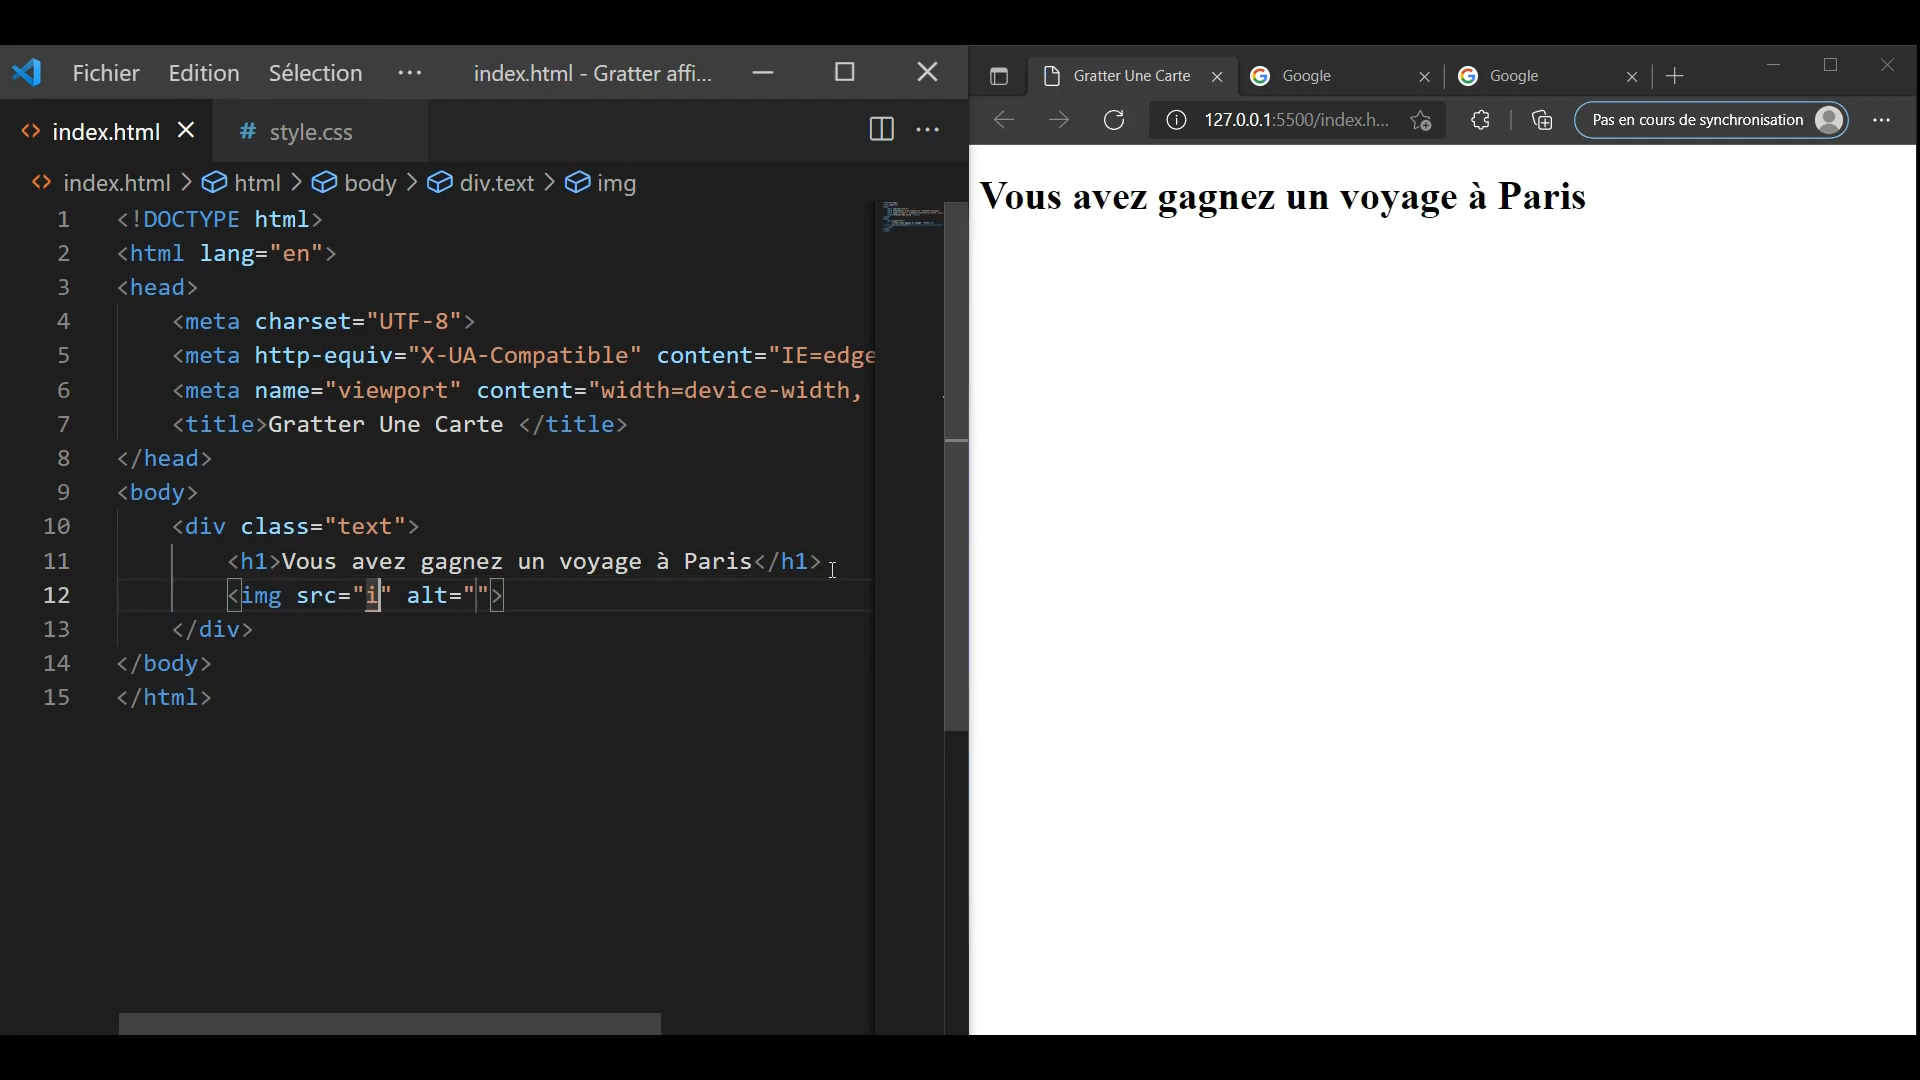 Fichier Edition Sélection ··· index.html - Gratter affi...
index.html
# style.css
index.html > html > body > div.text > img
1 <!DOCTYPE html>
2 <html lang="en">
3 <head>
4 <meta charset="UTF-8">
5 <meta http-equiv="X-UA-Compatible" content="IE=edge
6 <meta name="viewport" content="width=device-width,
7 <title>Gratter Une Carte </title>
8 </head>
9 <body>
10 <div class="text">
11 <h1>Vous avez gagnez un voyage à Paris</h1>
12 <img src="i" alt="">
13 </div>
14 </body>
15 </html>
Gratter Une Carte
Google
Google
127.0.0.1:5500/index.h...
Pas en cours de synchronisation
Vous avez gagnez un voyage à Paris